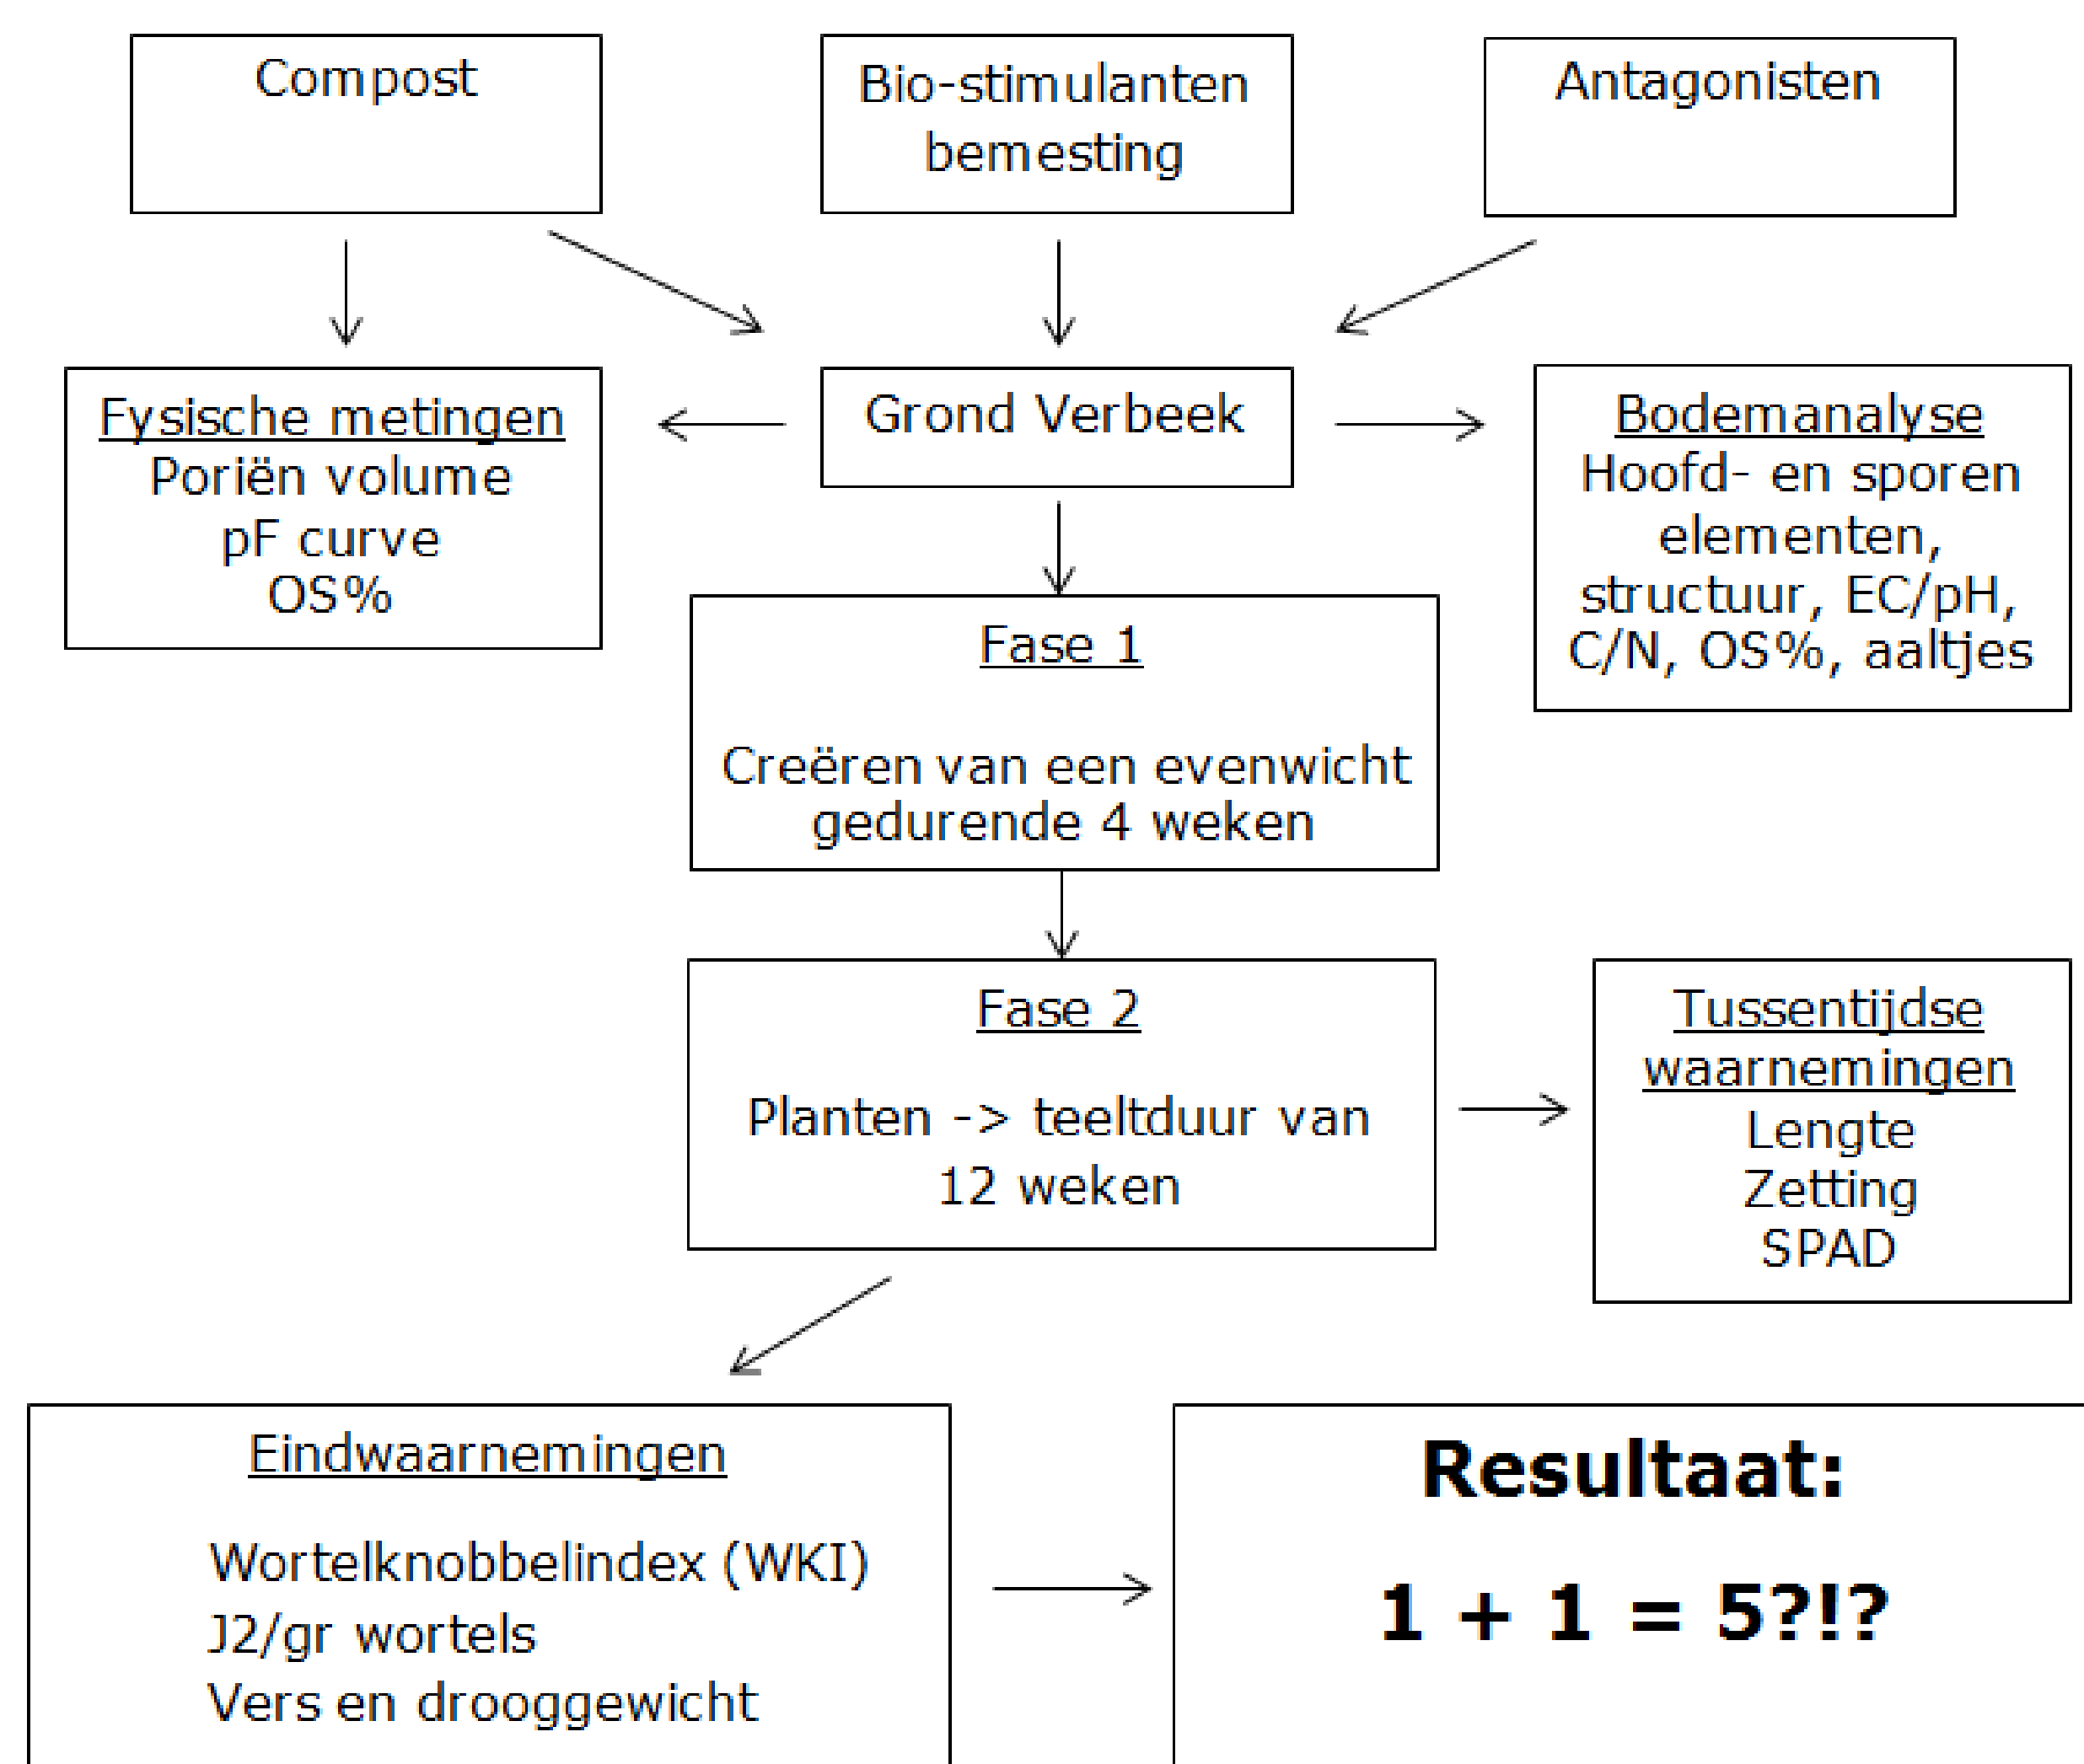 Compost
Bio-stimulanten
bemesting
Antagonisten
Fysische metingen
Poriën volume
pF curve
OS%
Grond Verbeek
Bodemanalyse
Hoofd- en sporen
elementen,
structuur, EC/pH,
C/N, OS%, aaltjes
Fase 1
Creëren van een evenwicht
gedurende 4 weken
Fase 2
Planten -> teeltduur van
12 weken
Tussentijdse
waarnemingen
Lengte
Zetting
SPAD
Eindwaarnemingen
Wortelknobbelindex (WKI)
J2/gr wortels
Vers en drooggewicht
Resultaat:
1 + 1 = 5?!?